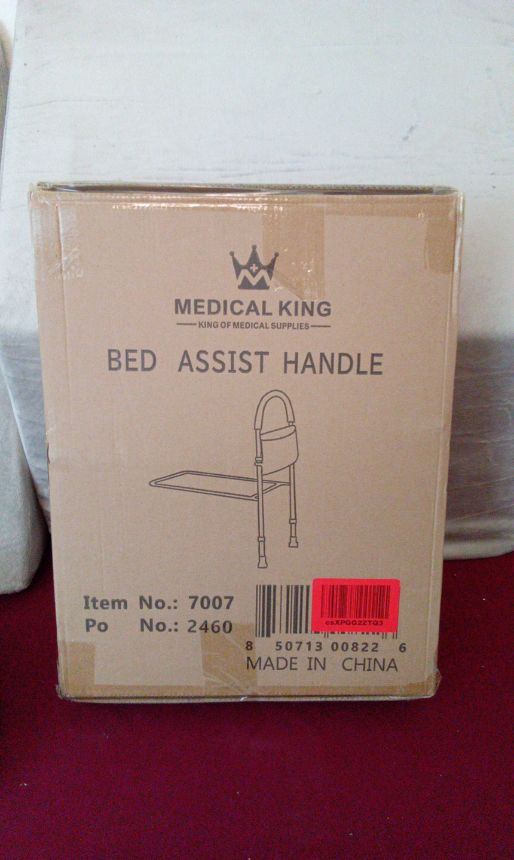 MEDICAL KING
KING OF MEDICAL SUPPLIES
BED ASSIST HANDLE
Item No.: 7007
Po No.: 2460
csXPGG2ZTQ3
8 50713 00822 6
MADE IN CHINA